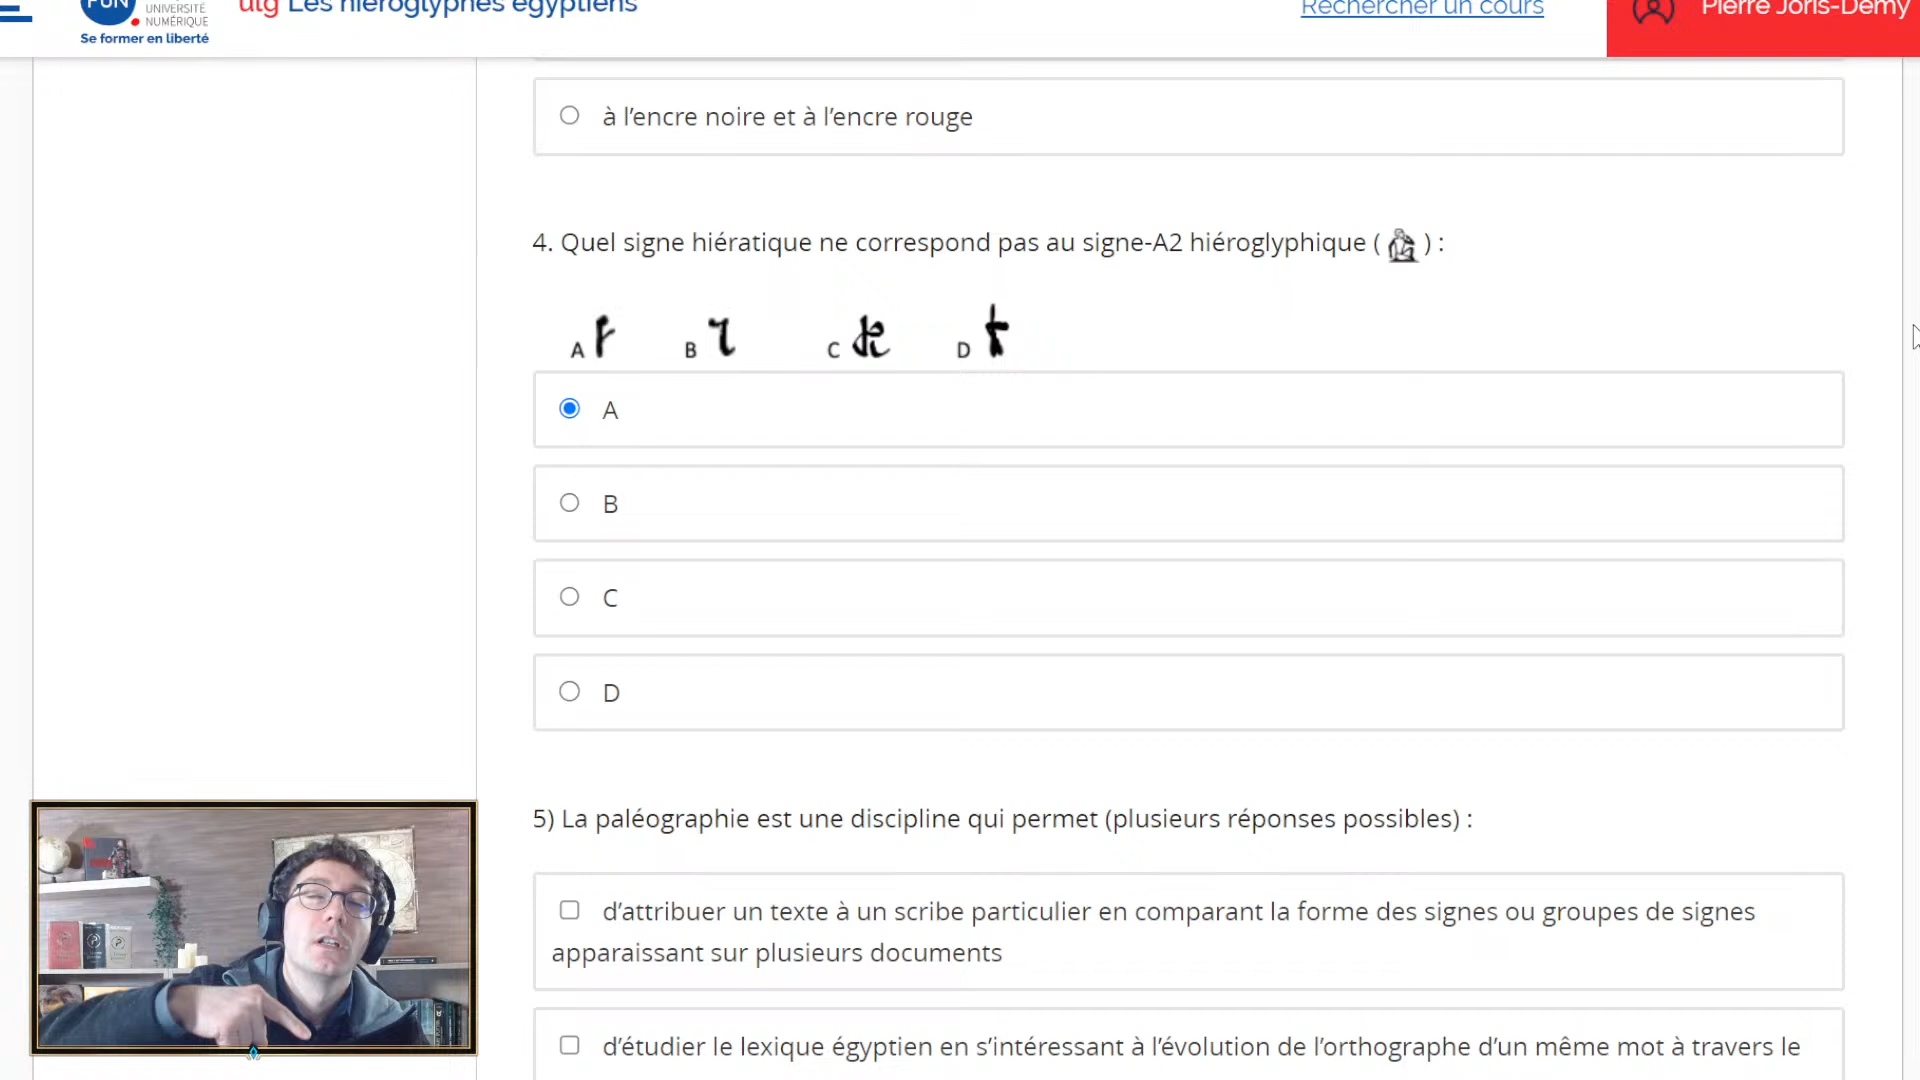 FUN
UNIVERSITÉ
NUMÉRIQUE
Se former en liberté
ulg Les hiéroglyphes égyptiens
Rechercher un cours
Pierre Joris-Demy
à l’encre noire et à l’encre rouge
4. Quel signe hiératique ne correspond pas au signe-A2 hiéroglyphique ( ) :
A B C D
A
B
C
D
5) La paléographie est une discipline qui permet (plusieurs réponses possibles) :
d’attribuer un texte à un scribe particulier en comparant la forme des signes ou groupes de signes
apparaissant sur plusieurs documents
d’étudier le lexique égyptien en s’intéressant à l’évolution de l’orthographe d’un même mot à travers le